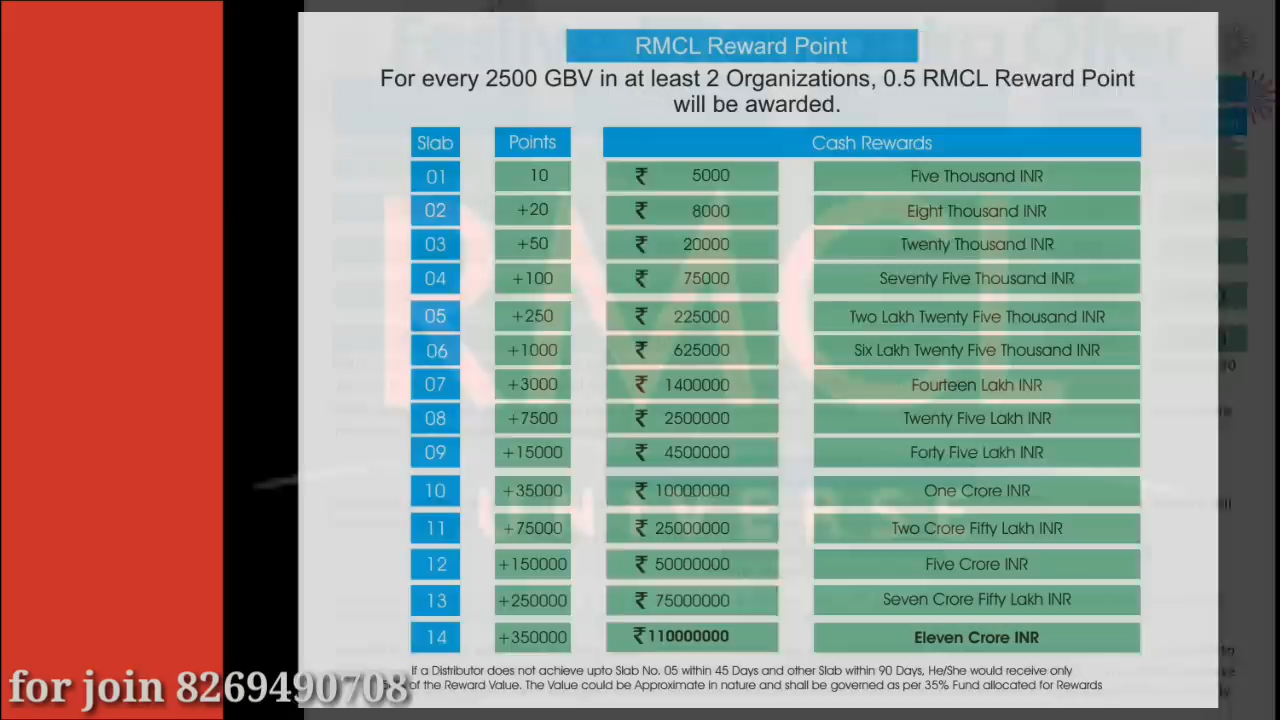 RMCL Reward Point
For every 2500 GBV in at least 2 Organizations, 0.5 RMCL Reward Point
will be awarded.
Slab Points Cash Rewards
01 10 ₹ 5000 Five Thousand INR
02 +20 ₹ 8000 Eight Thousand INR
03 +50 ₹ 20000 Twenty Thousand INR
04 +100 ₹ 75000 Seventy Five Thousand INR
05 +250 ₹ 225000 Two Lakh Twenty Five Thousand INR
06 +1000 ₹ 625000 Six Lakh Twenty Five Thousand INR
07 +3000 ₹ 1400000 Fourteen Lakh INR
08 +7500 ₹ 2500000 Twenty Five Lakh INR
09 +15000 ₹ 4500000 Forty Five Lakh INR
10 +35000 ₹ 10000000 One Crore INR
11 +75000 ₹ 25000000 Two Crore Fifty Lakh INR
12 +150000 ₹ 50000000 Five Crore INR
13 +250000 ₹ 75000000 Seven Crore Fifty Lakh INR
14 +350000 ₹ 110000000 Eleven Crore INR
RMCL
UNIVERSE
If a Distributor does not achieve upto Slab No. 05 within 45 Days and other Slab within 90 Days, He/She would receive only
of the Reward Value. The Value could be Approximate in nature and shall be governed as per 35% Fund allocated for Rewards
for join 8269490708